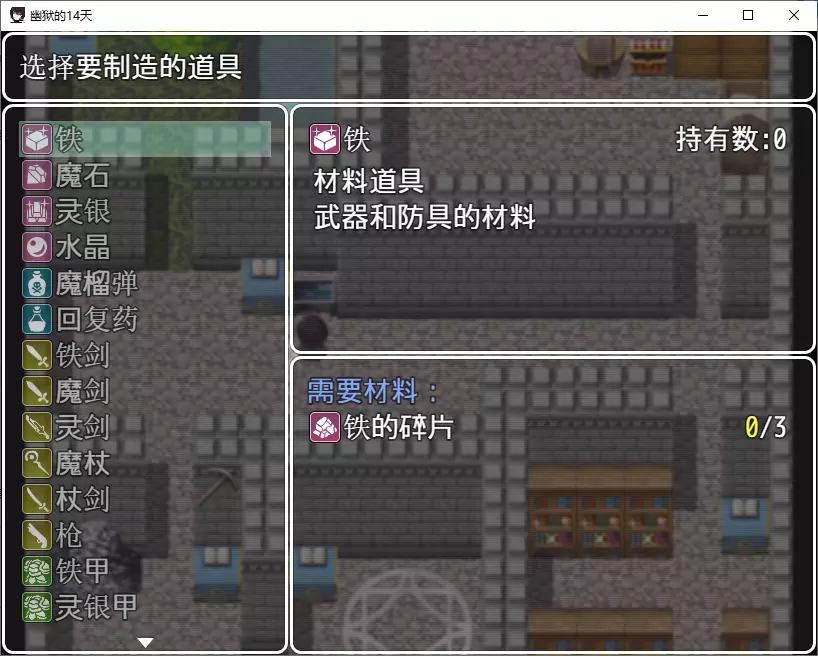 幽狱的14天
选择要制造的道具
铁
魔石
灵银
水晶
魔榴弹
回复药
铁剑
魔剑
灵剑
魔杖
杖剑
枪
铁甲
灵银甲
铁 持有数:0
材料道具
武器和防具的材料
需要材料：
铁的碎片 0/3